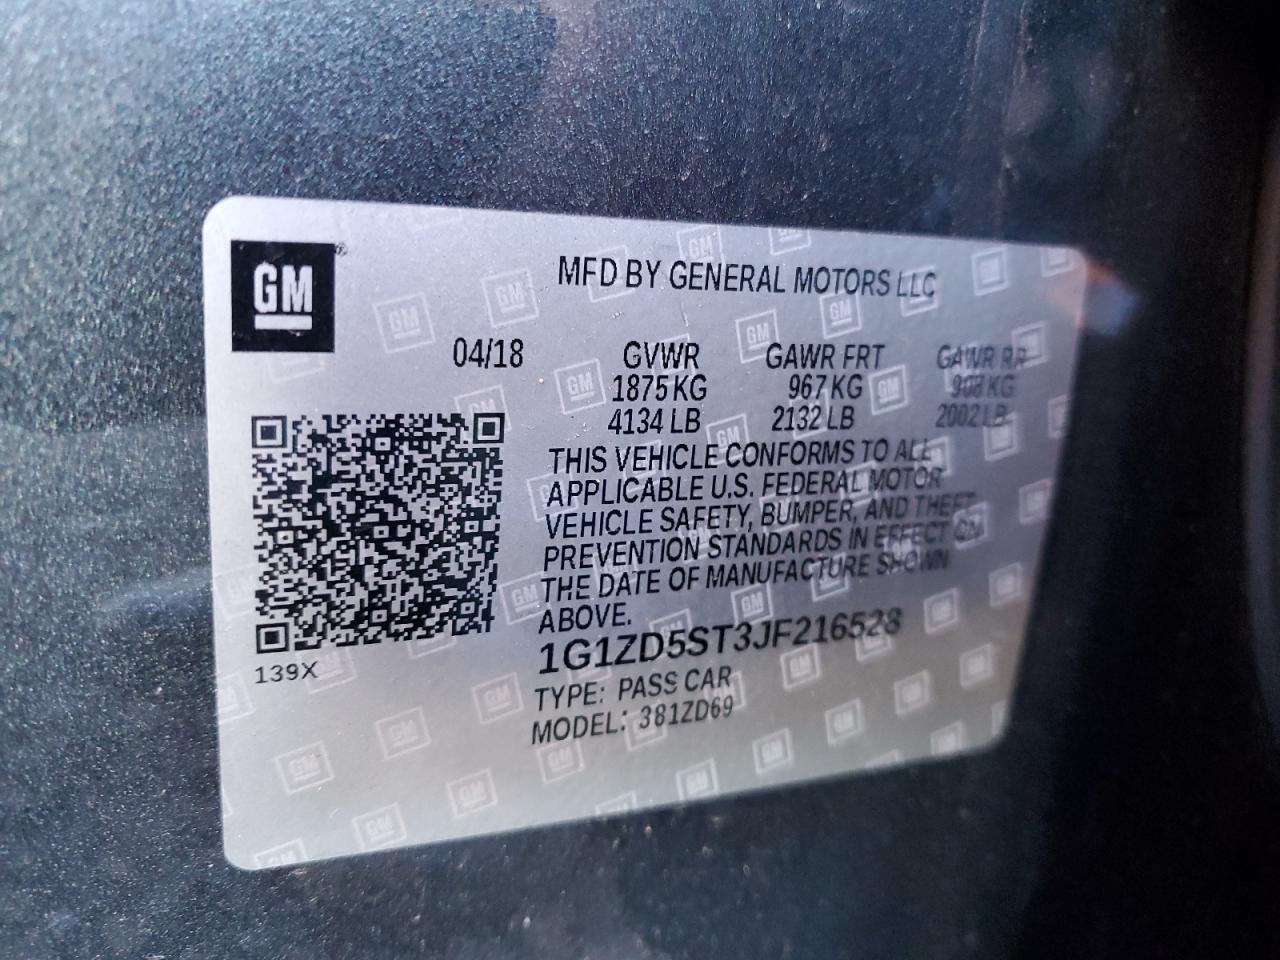 GM®
MFD BY GENERAL MOTORS LLC
04/18 GVWR GAWR FRT GAWR RR
1875 KG 967 KG 908 KG
4134 LB 2132 LB 2002 LB
THIS VEHICLE CONFORMS TO ALL
APPLICABLE U.S. FEDERAL MOTOR
VEHICLE SAFETY, BUMPER, AND THEFT
PREVENTION STANDARDS IN EFFECT ON
THE DATE OF MANUFACTURE SHOWN
ABOVE.
1G1ZD5ST3JF216528
TYPE: PASS CAR
MODEL: 381ZD69
139X